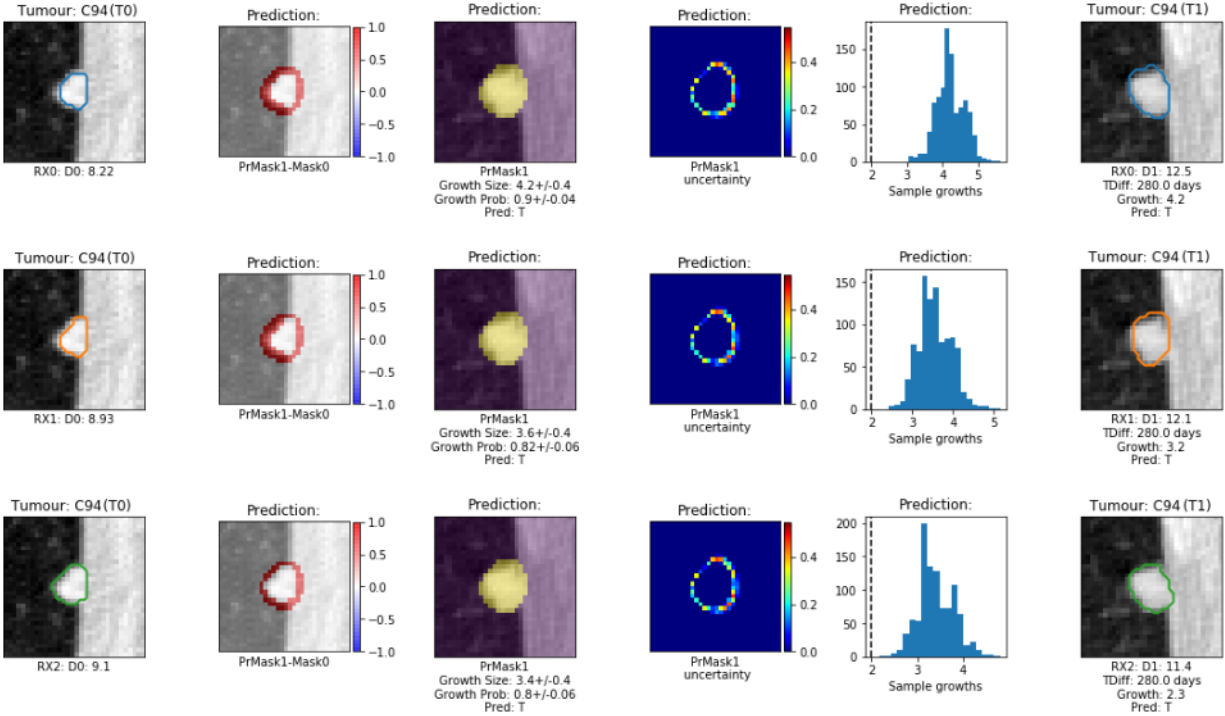 Tumour: C94(T0)
RX0: D0: 8.22
Prediction:
1.0
0.5
0.0
−0.5
−1.0
PrMask1-Mask0
Prediction:
PrMask1
Growth Size: 4.2+/-0.4
Growth Prob: 0.9+/-0.04
Pred: T
Prediction:
0.4
0.2
0.0
PrMask1
uncertainty
Prediction:
150
100
50
0
2 3 4 5
Sample growths
Tumour: C94(T1)
RX0: D1: 12.5
TDiff: 280.0 days
Growth: 4.2
Pred: T
Tumour: C94(T0)
RX1: D0: 8.93
Prediction:
1.0
0.5
0.0
−0.5
−1.0
PrMask1-Mask0
Prediction:
PrMask1
Growth Size: 3.6+/-0.4
Growth Prob: 0.82+/-0.06
Pred: T
Prediction:
0.4
0.2
0.0
PrMask1
uncertainty
Prediction:
150
100
50
0
2 3 4 5
Sample growths
Tumour: C94(T1)
RX1: D1: 12.1
TDiff: 280.0 days
Growth: 3.2
Pred: T
Tumour: C94(T0)
RX2: D0: 9.1
Prediction:
1.0
0.5
0.0
−0.5
−1.0
PrMask1-Mask0
Prediction:
PrMask1
Growth Size: 3.4+/-0.4
Growth Prob: 0.8+/-0.06
Pred: T
Prediction:
0.4
0.2
0.0
PrMask1
uncertainty
Prediction:
200
150
100
50
0
2 3 4
Sample growths
Tumour: C94(T1)
RX2: D1: 11.4
TDiff: 280.0 days
Growth: 2.3
Pred: T